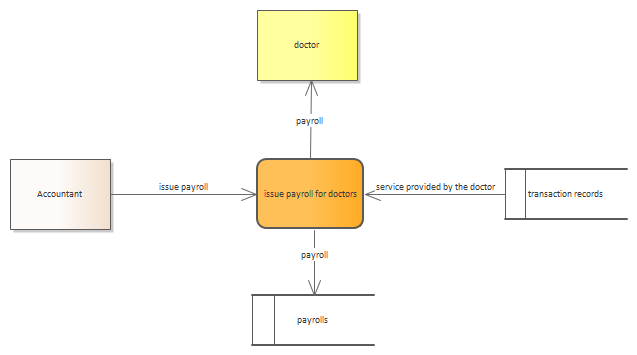 doctor
payroll
issue payroll
service provided by the doctor
Accountant
issue payroll for doctors
transaction records
payroll
payrolls